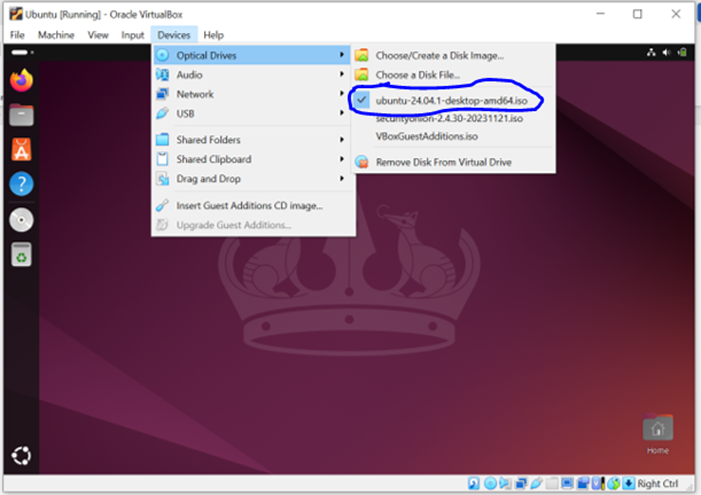 Ubuntu [Running] - Oracle VirtualBox
File Machine View Input Devices Help
Optical Drives
Audio
Network
USB
Shared Folders
Shared Clipboard
Drag and Drop
Insert Guest Additions CD image...
Upgrade Guest Additions...
Choose/Create a Disk Image...
Choose a Disk File...
ubuntu-24.04.1-desktop-amd64.iso
securityonion-2.4.30-20231121.iso
VBoxGuestAdditions.iso
Remove Disk From Virtual Drive
Home
Right Ctrl